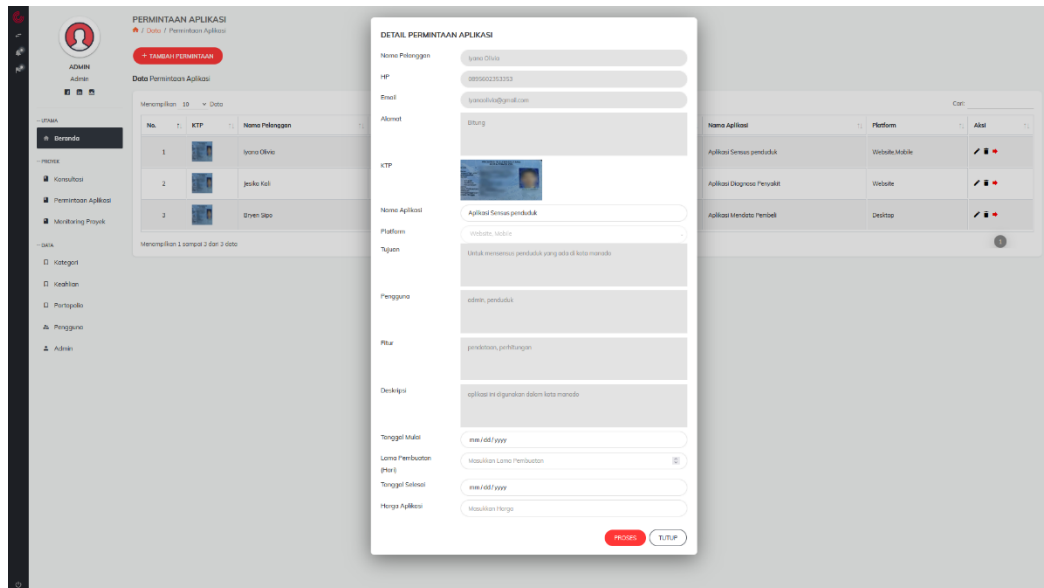 PERMINTAAN APLIKASI
/ Data / Permintaan Aplikasi
+ TAMBAH PERMINTAAN
ADMIN
Admin
Data Permintaan Aplikasi
Menampilkan 10 Data
Cari:
No. KTP Nama Pelanggan Nama Aplikasi Platform Aksi
1 Iyana Olivia Aplikasi Sensus penduduk Website,Mobile
2 Jesika Kali Aplikasi Diagnosa Penyakit Website
3 Bryen Sipo Aplikasi Mendata Pembeli Desktop
Menampilkan 1 sampai 3 dari 3 data
1
UTAMA
Beranda
PROYEK
Konsultasi
Permintaan Aplikasi
Monitoring Proyek
DATA
Kategori
Keahlian
Portopolio
Pengguna
Admin
DETAIL PERMINTAAN APLIKASI
Nama Pelanggan
Iyana Olivia
HP
Email
Alamat
Bitung
KTP
Nama Aplikasi
Aplikasi Sensus penduduk
Platform
Website, Mobile
Tujuan
Untuk mensensus penduduk yang ada di kota manado
Pengguna
admin, penduduk
Fitur
pendataan, perhitungan
Deskripsi
aplikasi ini digunakan dalam kota manado
Tanggal Mulai
mm/dd/yyyy
Lama Pembuatan
(Hari)
Masukkan Lama Pembuatan
Tanggal Selesai
mm/dd/yyyy
Harga Aplikasi
Masukkan Harga
PROSES
TUTUP